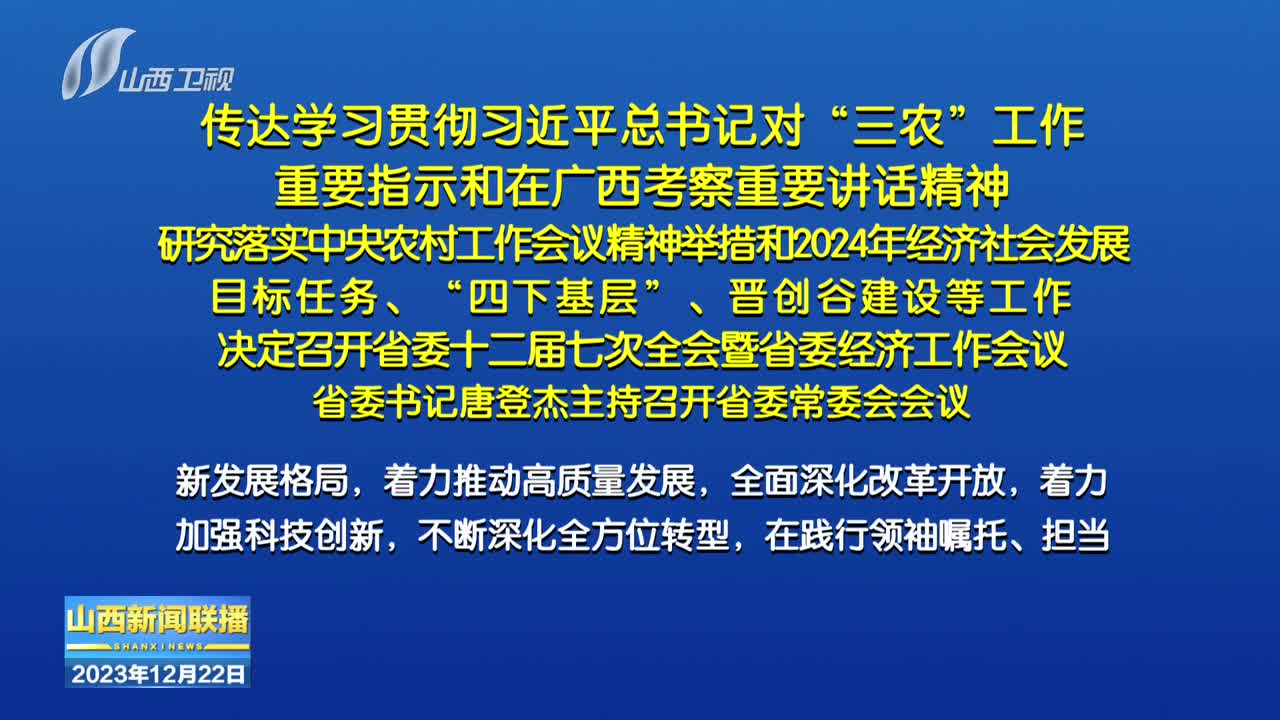 山西卫视
传达学习贯彻习近平总书记对“三农”工作
重要指示和在广西考察重要讲话精神
研究落实中央农村工作会议精神举措和2024年经济社会发展
目标任务、“四下基层”、晋创谷建设等工作
决定召开省委十二届七次全会暨省委经济工作会议
省委书记唐登杰主持召开省委常委会会议
新发展格局，着力推动高质量发展，全面深化改革开放，着力
加强科技创新，不断深化全方位转型，在践行领袖嘱托、担当
山西新闻联播
SHANXI NEWS
2023年12月22日